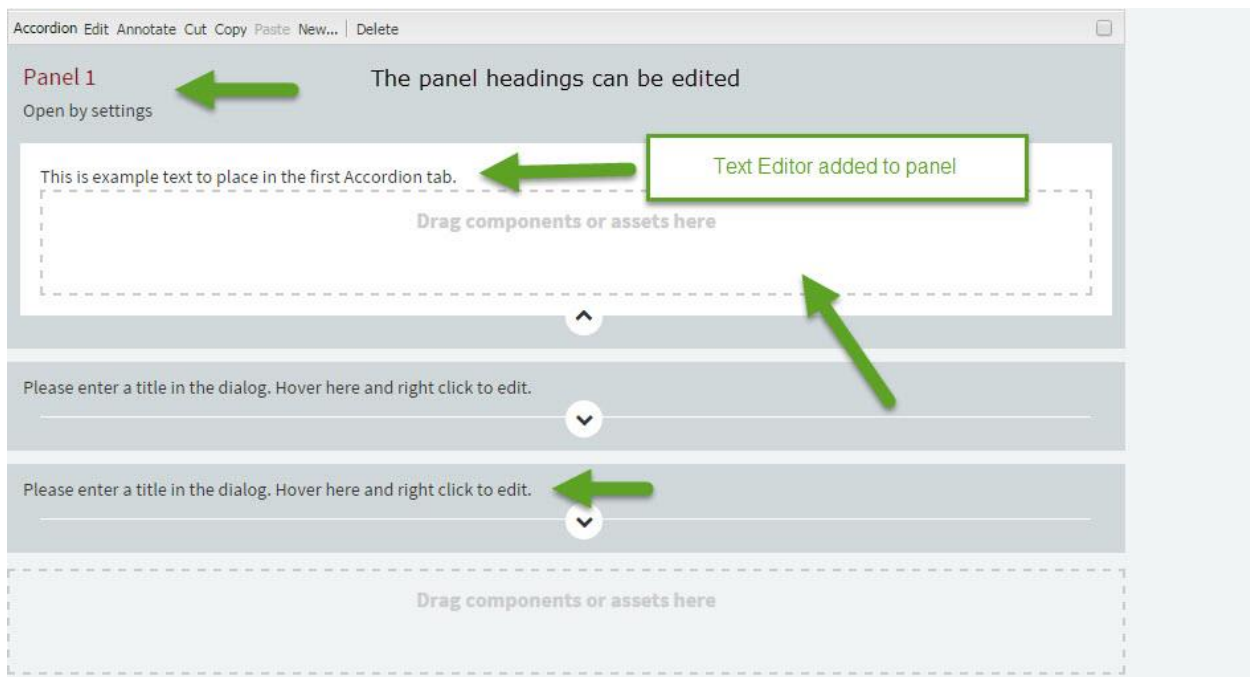 Accordion Edit Annotate Cut Copy Paste New... | Delete
Panel 1
The panel headings can be edited
Open by settings
Text Editor added to panel
This is example text to place in the first Accordion tab.
Drag components or assets here
Please enter a title in the dialog. Hover here and right click to edit.
Please enter a title in the dialog. Hover here and right click to edit.
Drag components or assets here